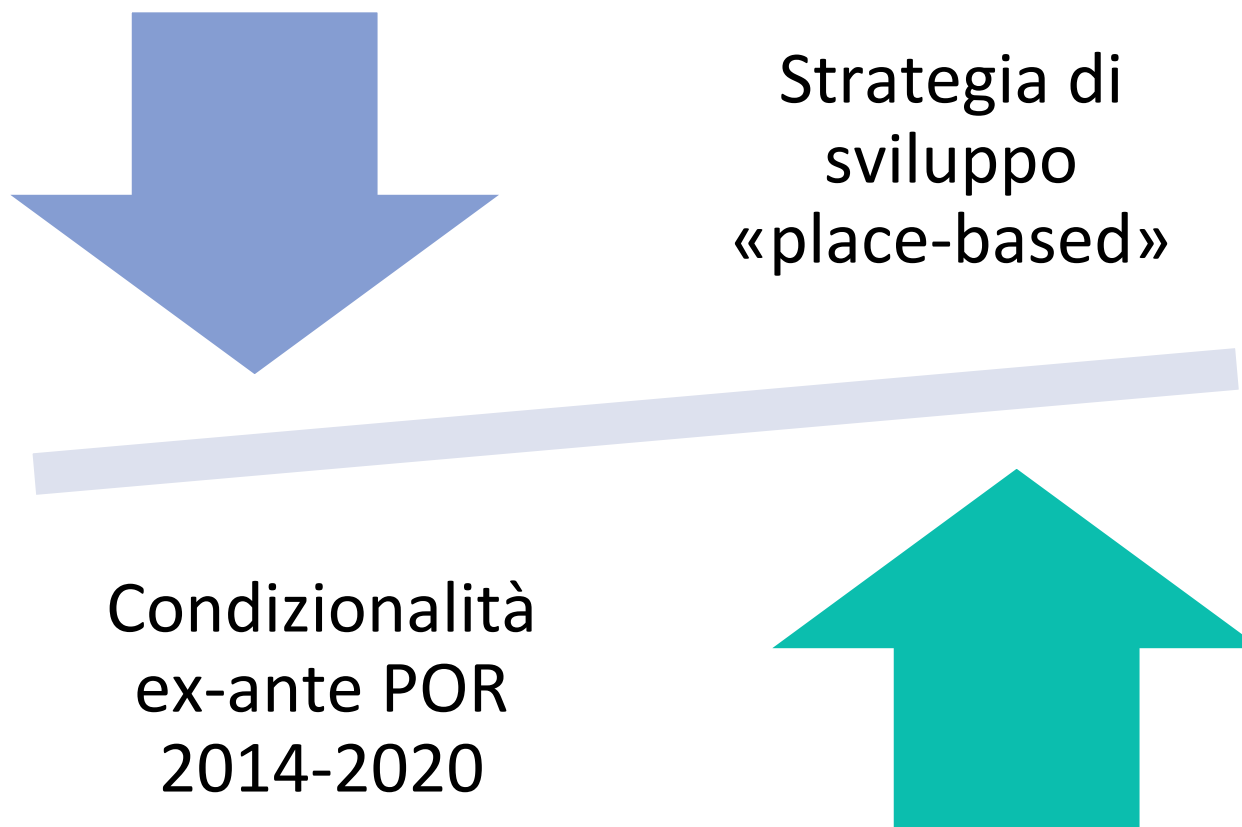 Strategia di
sviluppo
«place-based»
Condizionalità
ex-ante POR
2014-2020